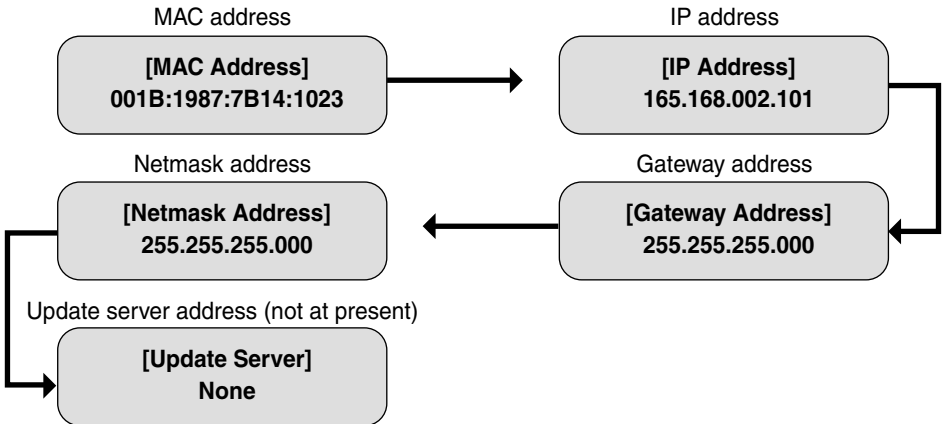 MAC address
[MAC Address]
001B:1987:7B14:1023
IP address
[IP Address]
165.168.002.101
Gateway address
[Gateway Address]
255.255.255.000
Netmask address
[Netmask Address]
255.255.255.000
Update server address (not at present)
[Update Server]
None